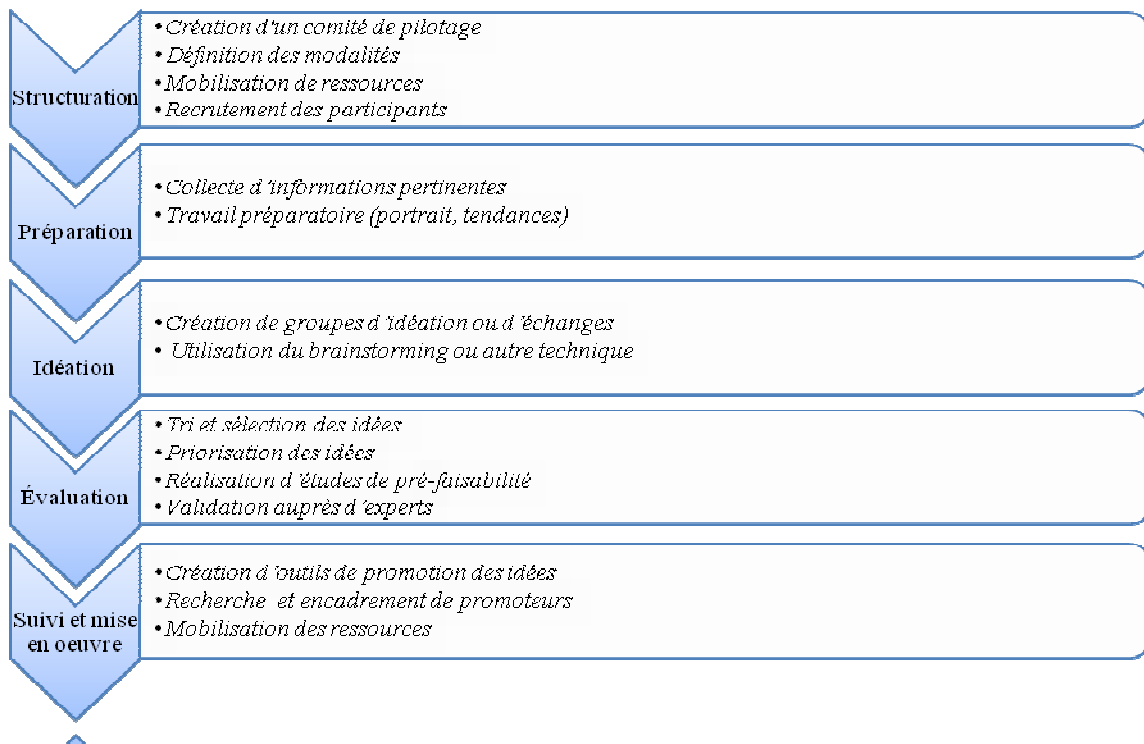 Structuration
• Création d'un comité de pilotage
• Définition des modalités
• Mobilisation de ressources
• Recrutement des participants
Préparation
• Collecte d'informations pertinentes
• Travail préparatoire (portrait, tendances)
Idéation
• Création de groupes d'idéation ou d'échanges
• Utilisation du brainstorming ou autre technique
Évaluation
• Tri et sélection des idées
• Priorisation des idées
• Réalisation d'études de pré-faisabilité
• Validation auprès d'experts
Suivi et mise
en oeuvre
• Création d'outils de promotion des idées
• Recherche et encadrement de promoteurs
• Mobilisation des ressources